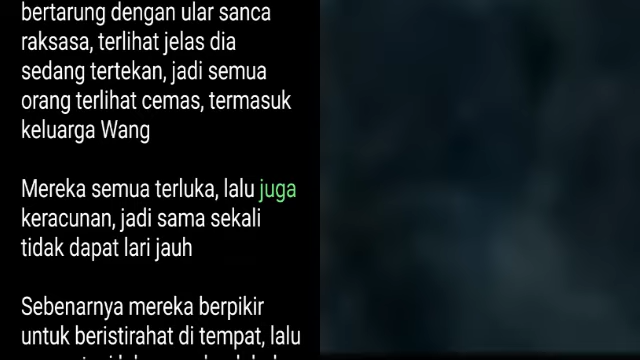 bertarung dengan ular sanca
raksasa, terlihat jelas dia
sedang tertekan, jadi semua
orang terlihat cemas, termasuk
keluarga Wang
Mereka semua terluka, lalu juga
keracunan, jadi sama sekali
tidak dapat lari jauh
Sebenarnya mereka berpikir
untuk beristirahat di tempat, lalu